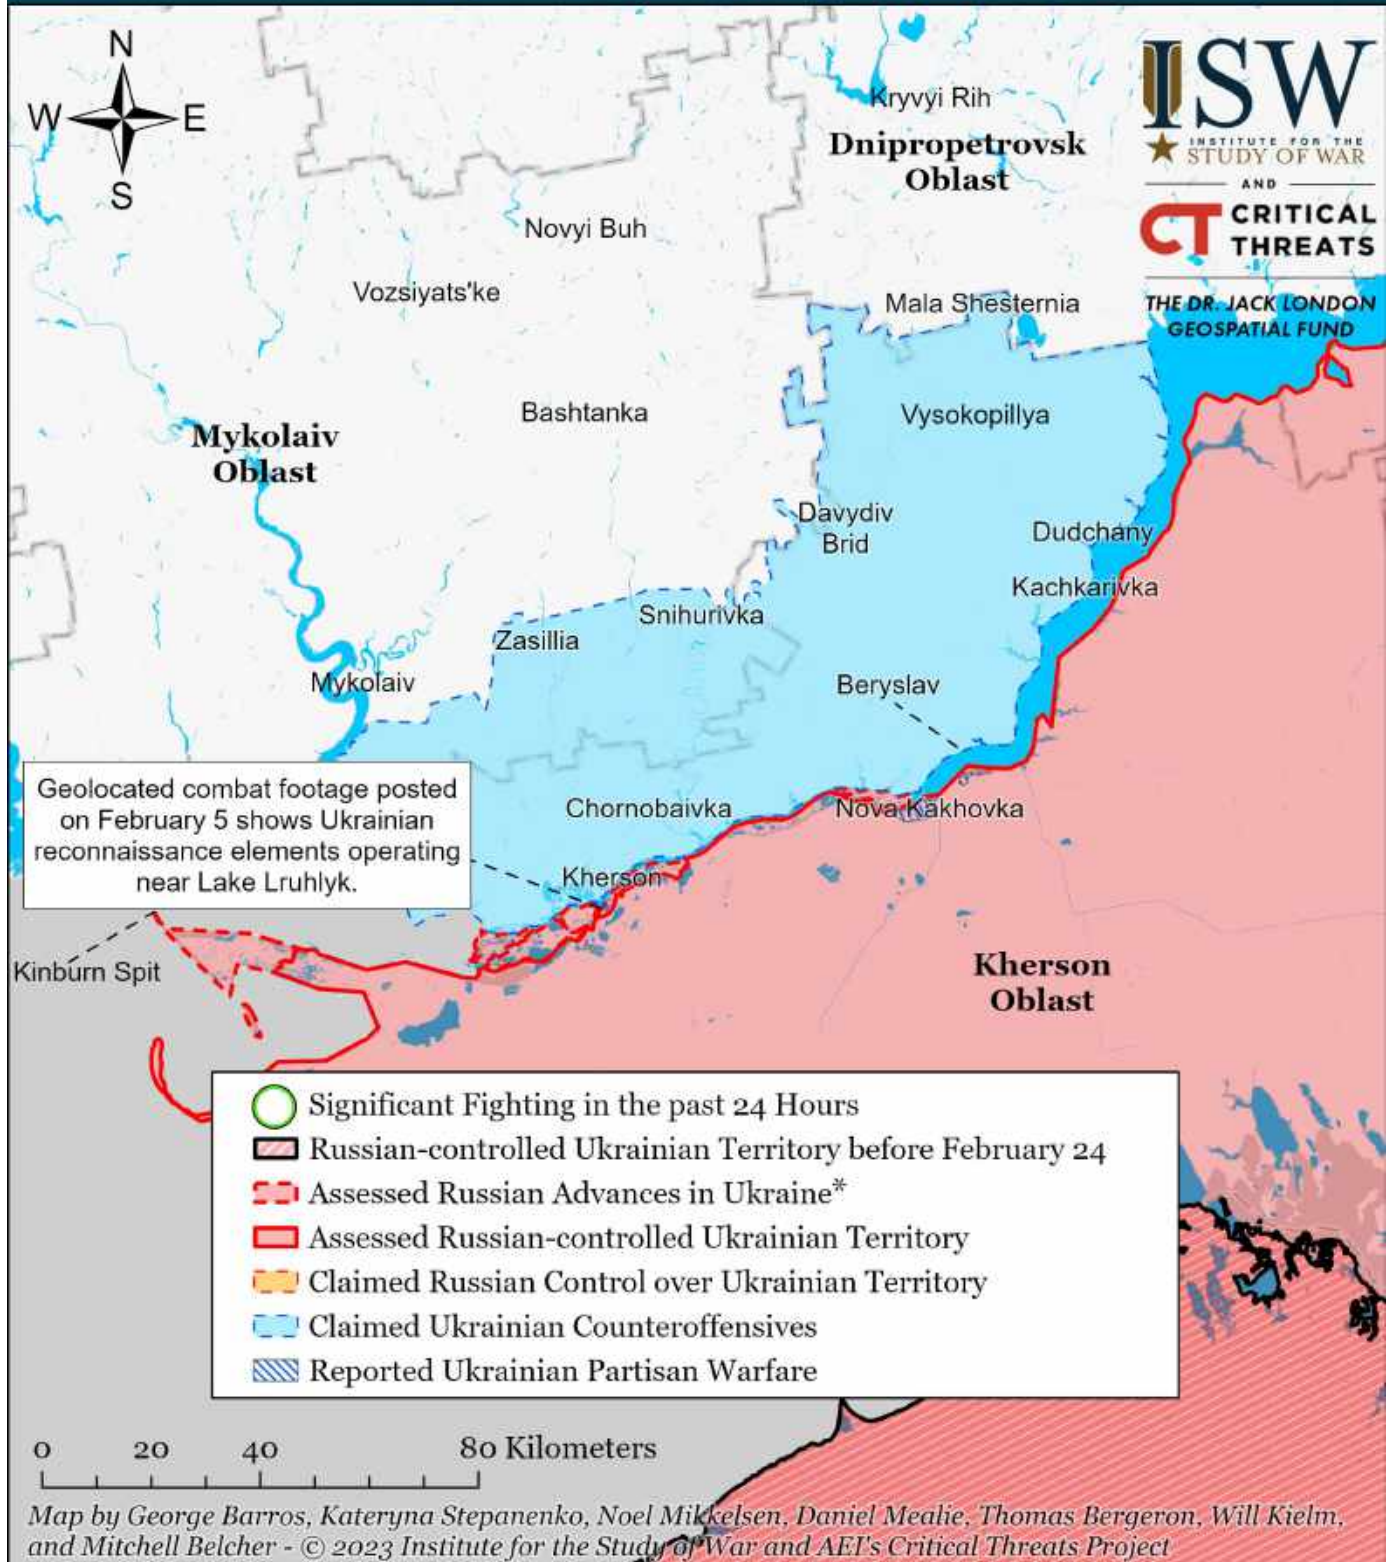 N
W E
S
ISW
INSTITUTE FOR THE
STUDY OF WAR
AND
CT CRITICAL
THREATS
THE DR. JACK LONDON
GEOSPATIAL FUND
Kryvyi Rih
Dnipropetrovsk
Oblast
Novyi Buh
Vozsiyats'ke
Mala Shesternia
Bashtanka
Vysokopillya
Mykolaiv
Oblast
Davydiv
Brid
Dudchany
Kachkarivka
Snihurivka
Zasillia
Mykolaiv
Beryslav
Geolocated combat footage posted
on February 5 shows Ukrainian
reconnaissance elements operating
near Lake Lruhlyk.
Chornobaivka
Nova Kakhovka
Kherson
Kinburn Spit
Kherson
Oblast
Significant Fighting in the past 24 Hours
Russian-controlled Ukrainian Territory before February 24
Assessed Russian Advances in Ukraine*
Assessed Russian-controlled Ukrainian Territory
Claimed Russian Control over Ukrainian Territory
Claimed Ukrainian Counteroffensives
Reported Ukrainian Partisan Warfare
0 20 40 80 Kilometers
Map by George Barros, Kateryna Stepanenko, Noel Mikkelsen, Daniel Mealie, Thomas Bergeron, Will Kielm,
and Mitchell Belcher - © 2023 Institute for the Study of War and AEI's Critical Threats Project